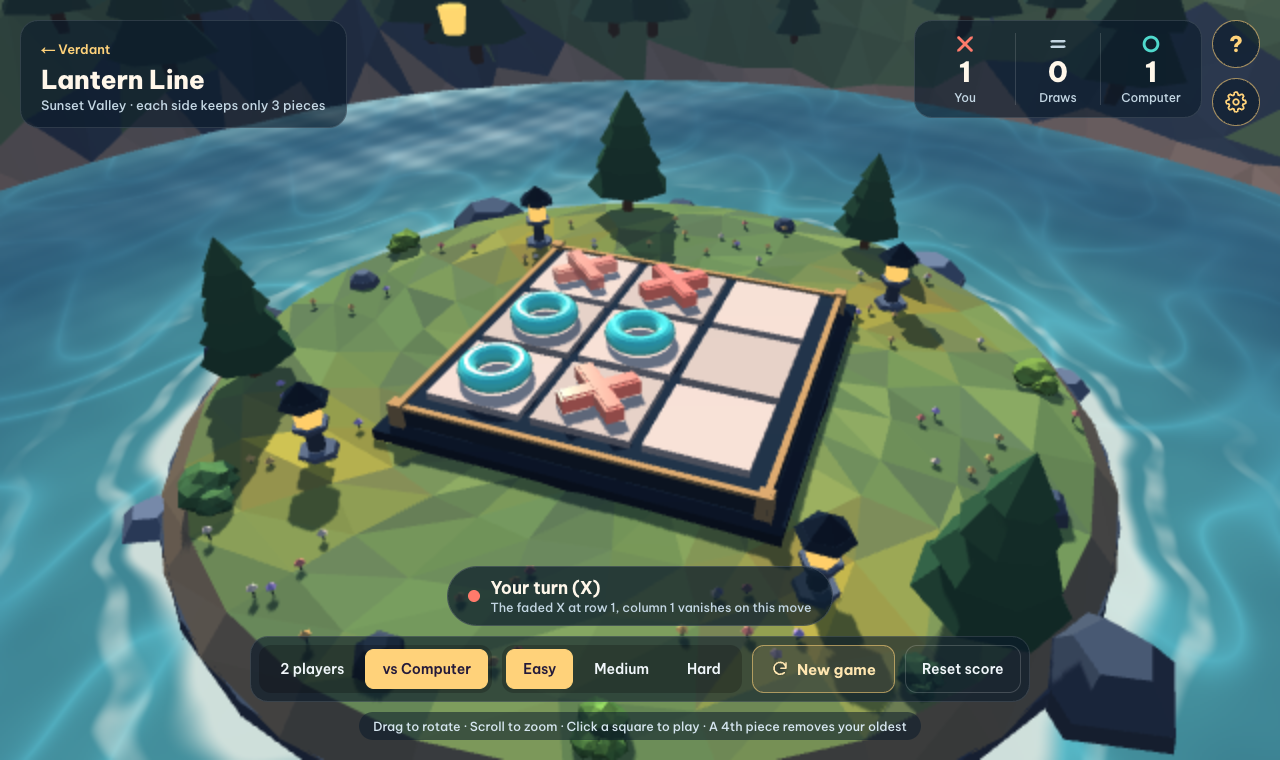 ← Verdant
Lantern Line
Sunset Valley · each side keeps only 3 pieces
1
You
0
Draws
1
Computer
?
Your turn (X)
The faded X at row 1, column 1 vanishes on this move
2 players
vs Computer
Easy
Medium
Hard
New game
Reset score
Drag to rotate · Scroll to zoom · Click a square to play · A 4th piece removes your oldest